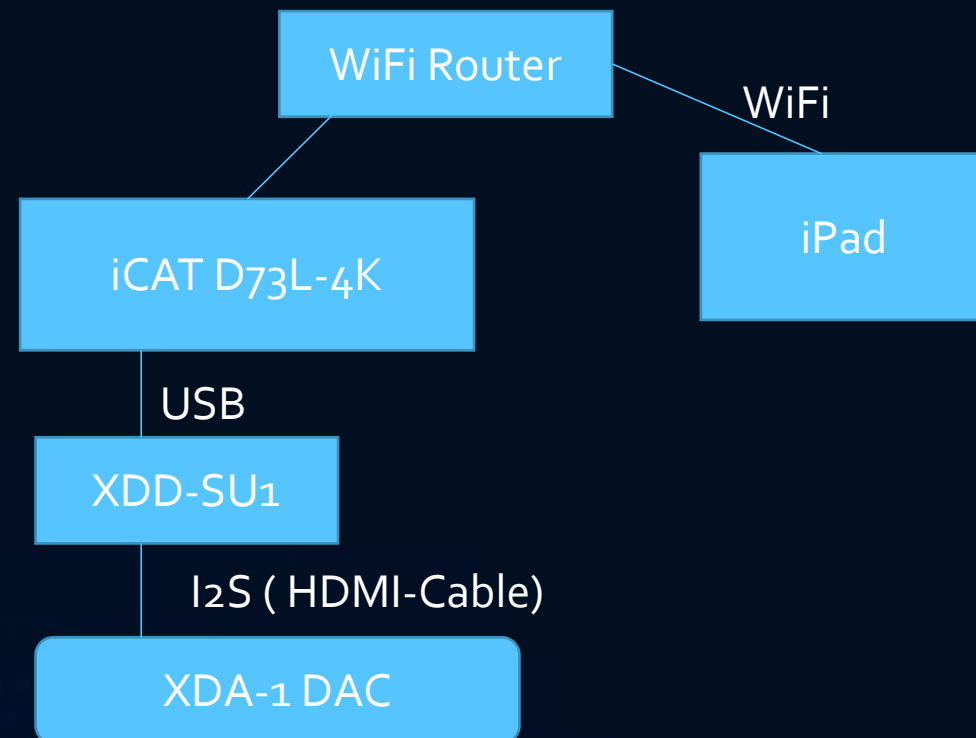 WiFi Router
WiFi
iPad
iCAT D73L-4K
USB
XDD-SU1
I2S ( HDMI-Cable)
XDA-1 DAC